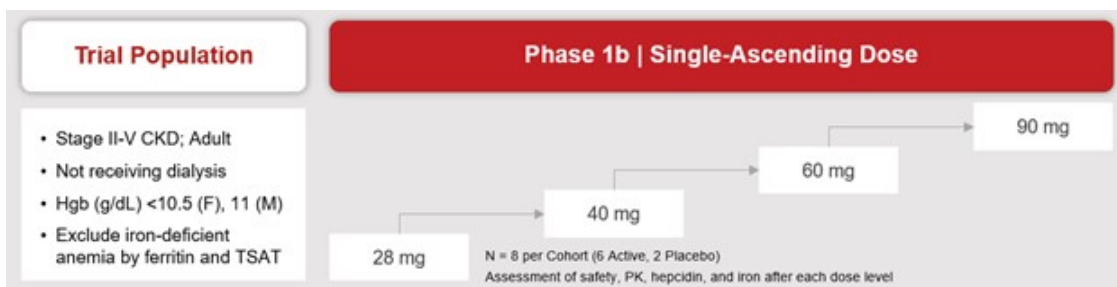 Trial Population
Phase 1b | Single-Ascending Dose
• Stage II-V CKD; Adult
• Not receiving dialysis
• Hgb (g/dL) <10.5 (F), 11 (M)
• Exclude iron-deficient
anemia by ferritin and TSAT
28 mg
40 mg
60 mg
90 mg
N = 8 per Cohort (6 Active, 2 Placebo)
Assessment of safety, PK, hepcidin, and iron after each dose level